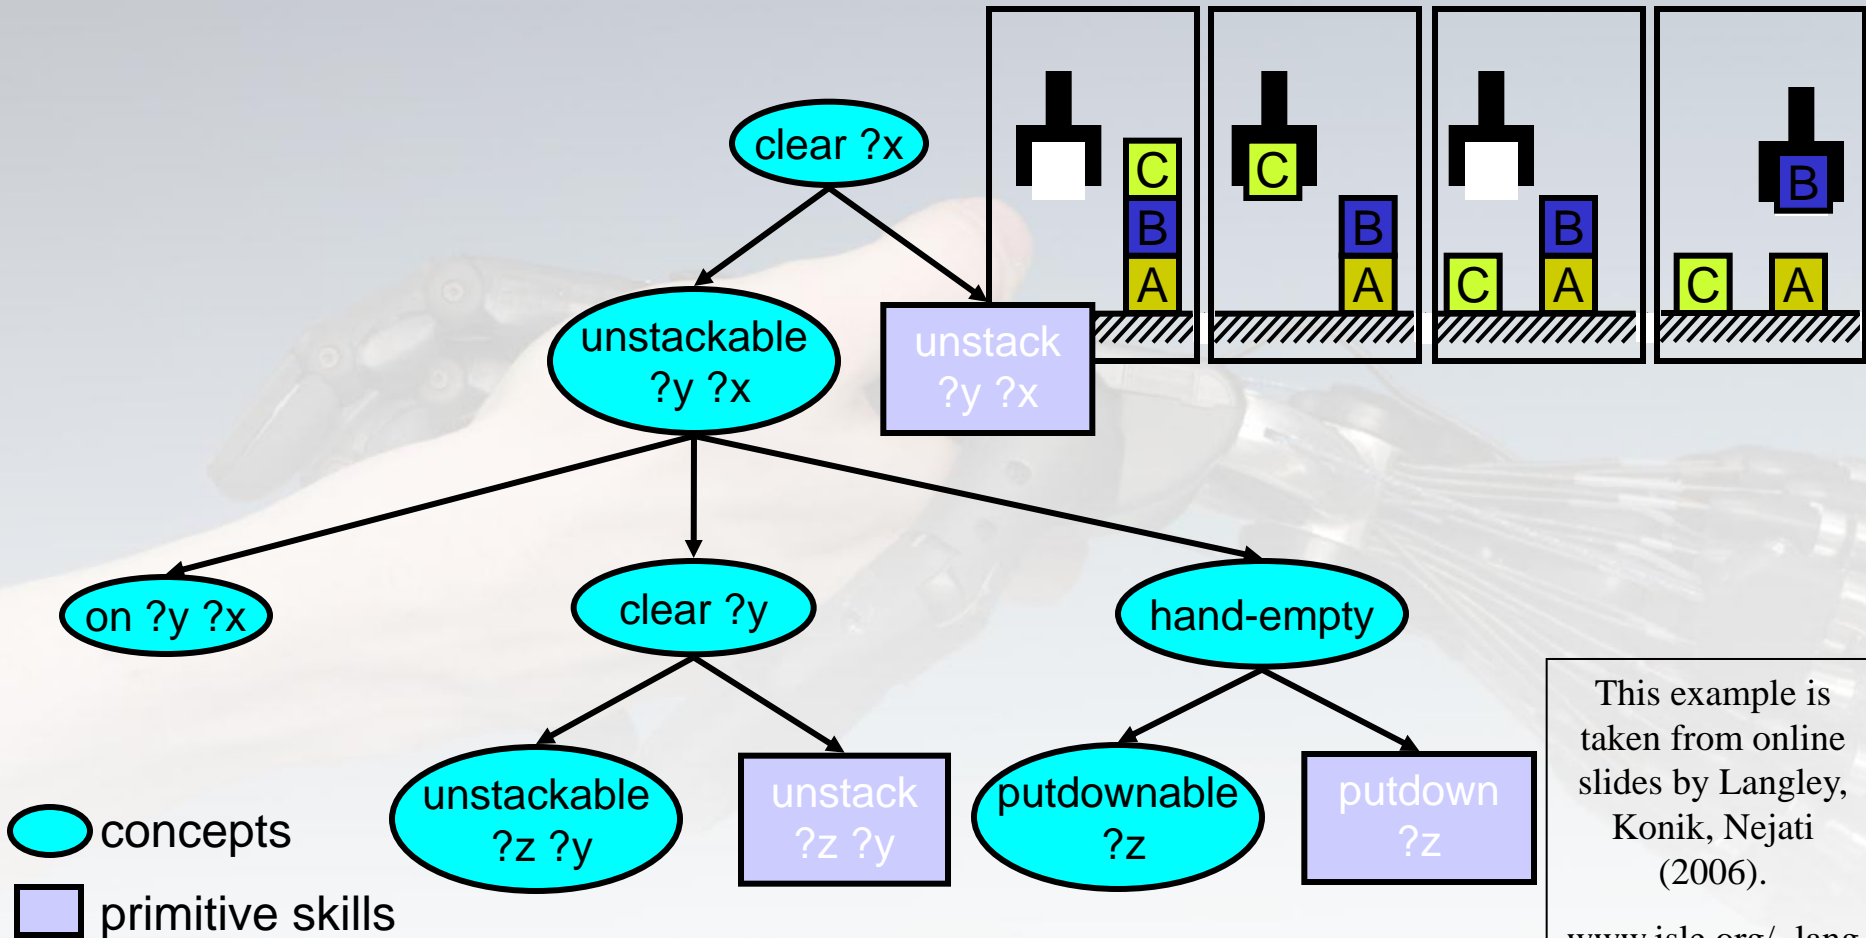 clear ?x
C
B
A
C
B
A
B
C
A
B
C
A
unstackable
?y ?x
unstack
?y ?x
on ?y ?x
clear ?y
hand-empty
unstackable
?z ?y
unstack
?z ?y
putdownable
?z
putdown
?z
concepts
primitive skills
This example is
taken from online
slides by Langley,
Konik, Nejati
(2006).